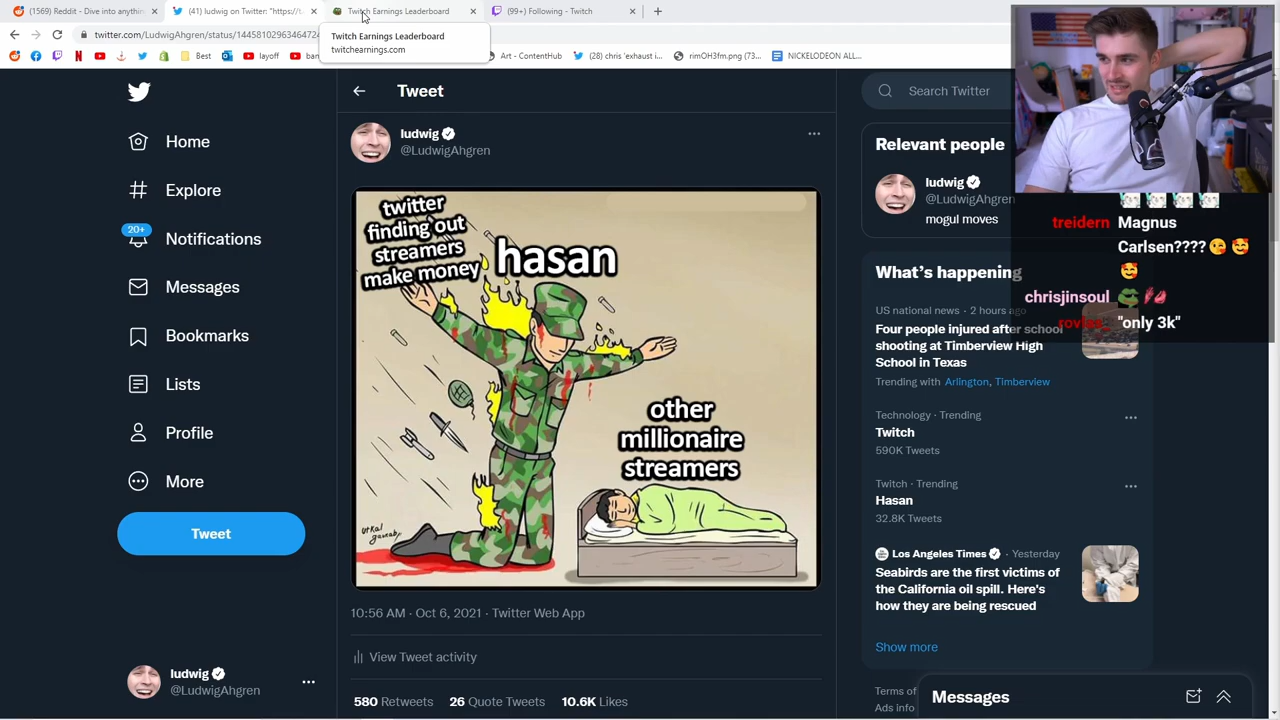 (1569) Reddit - Dive into anythin
(41) ludwig on Twitter: "https://t.
Twitch Earnings Leaderboard
(99+) Following - Twitch
Twitch Earnings Leaderboard
twitchearnings.com
twitter.com/LudwigAhgren/status/1445810296346472
Best
layoff
Art - ContentHub
(28) chris 'exhaust i...
rimOH3fm.png (73...
NICKELODEON ALL...
Home
Explore
20+
Notifications
Messages
Bookmarks
Lists
Profile
More
Tweet
ludwig
@LudwigAhgren
Tweet
ludwig
@LudwigAhgren
twitter
finding out
streamers
make money
hasan
other
millionaire
streamers
10:56 AM · Oct 6, 2021 · Twitter Web App
View Tweet activity
580 Retweets 26 Quote Tweets 10.6K Likes
Search Twitter
Relevant people
ludwig
@LudwigAhgren
mogul moves
treidern Magnus
Carlsen????
chrisjinsoul
"only 3k"
What's happening
US national news · 2 hours ago
Four people injured after school
shooting at Timberview High
School in Texas
Trending with Arlington, Timberview
Technology · Trending
Twitch
590K Tweets
Twitch · Trending
Hasan
32.8K Tweets
Los Angeles Times · Yesterday
Seabirds are the first victims of
the California oil spill. Here's
how they are being rescued
Show more
Terms of
Ads info
Messages